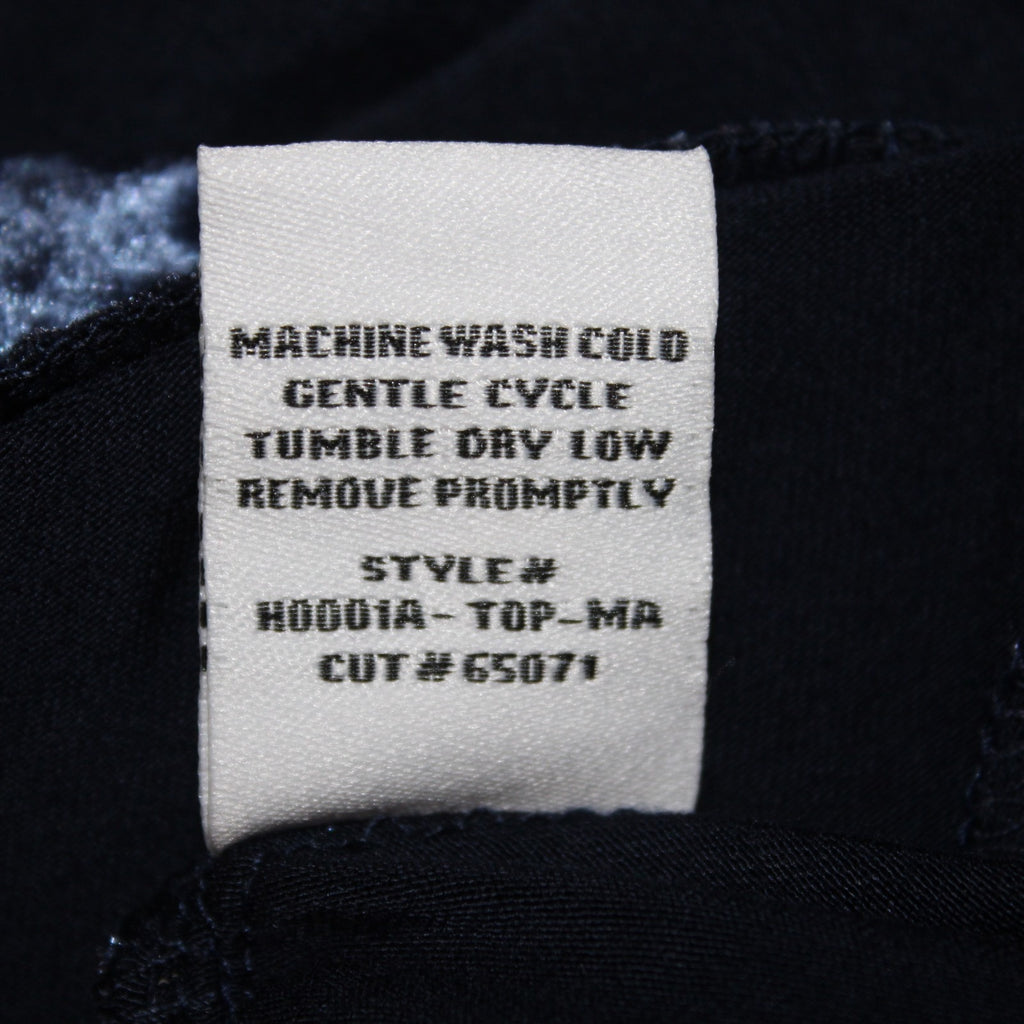 MACHINE WASH COLD
GENTLE CYCLE
TUMBLE DRY LOW
REMOVE PROMPTLY
STYLE#
H0001A-TOP-MA
CUT# 65071